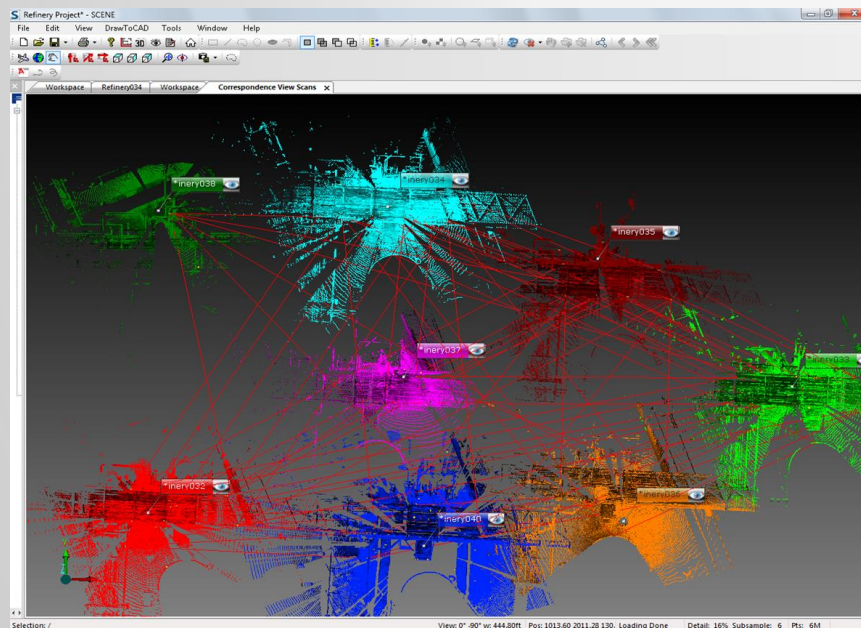 Refinery Project* - SCENE
File Edit View DrawToCAD Tools Window Help
3D
Workspace Refinery034 Workspace Correspondence View Scans X
*inery038
*inery034
*inery035
*inery037
*inery033
*inery032
*inery036
*inery040
Selection: /
View: 0° -90° w: 444.80ft Pos: 1013.60 2011.28 130. Loading Done Detail: 16% Subsample: 6 Pts: 6M